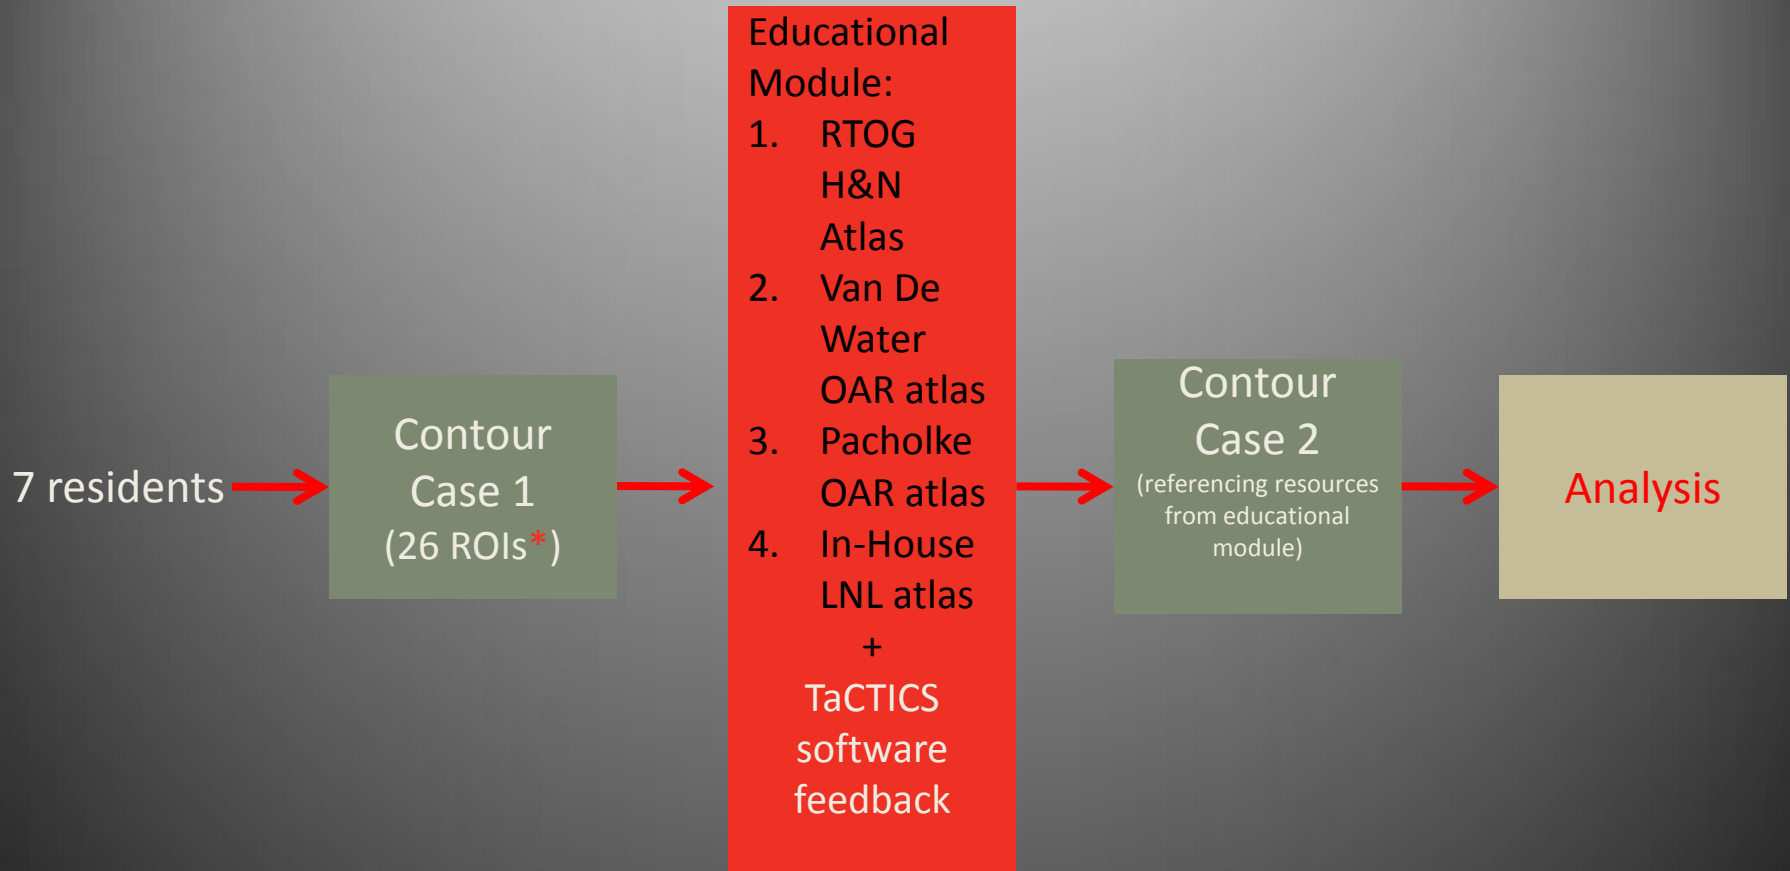 7 residents
Contour
Case 1
(26 ROIs*)
Educational
Module:
1. RTOG
H&N
Atlas
2. Van De
Water
OAR atlas
3. Pacholke
OAR atlas
4. In-House
LNL atlas
+
TaCTICS
software
feedback
Contour
Case 2
(referencing resources
from educational
module)
Analysis